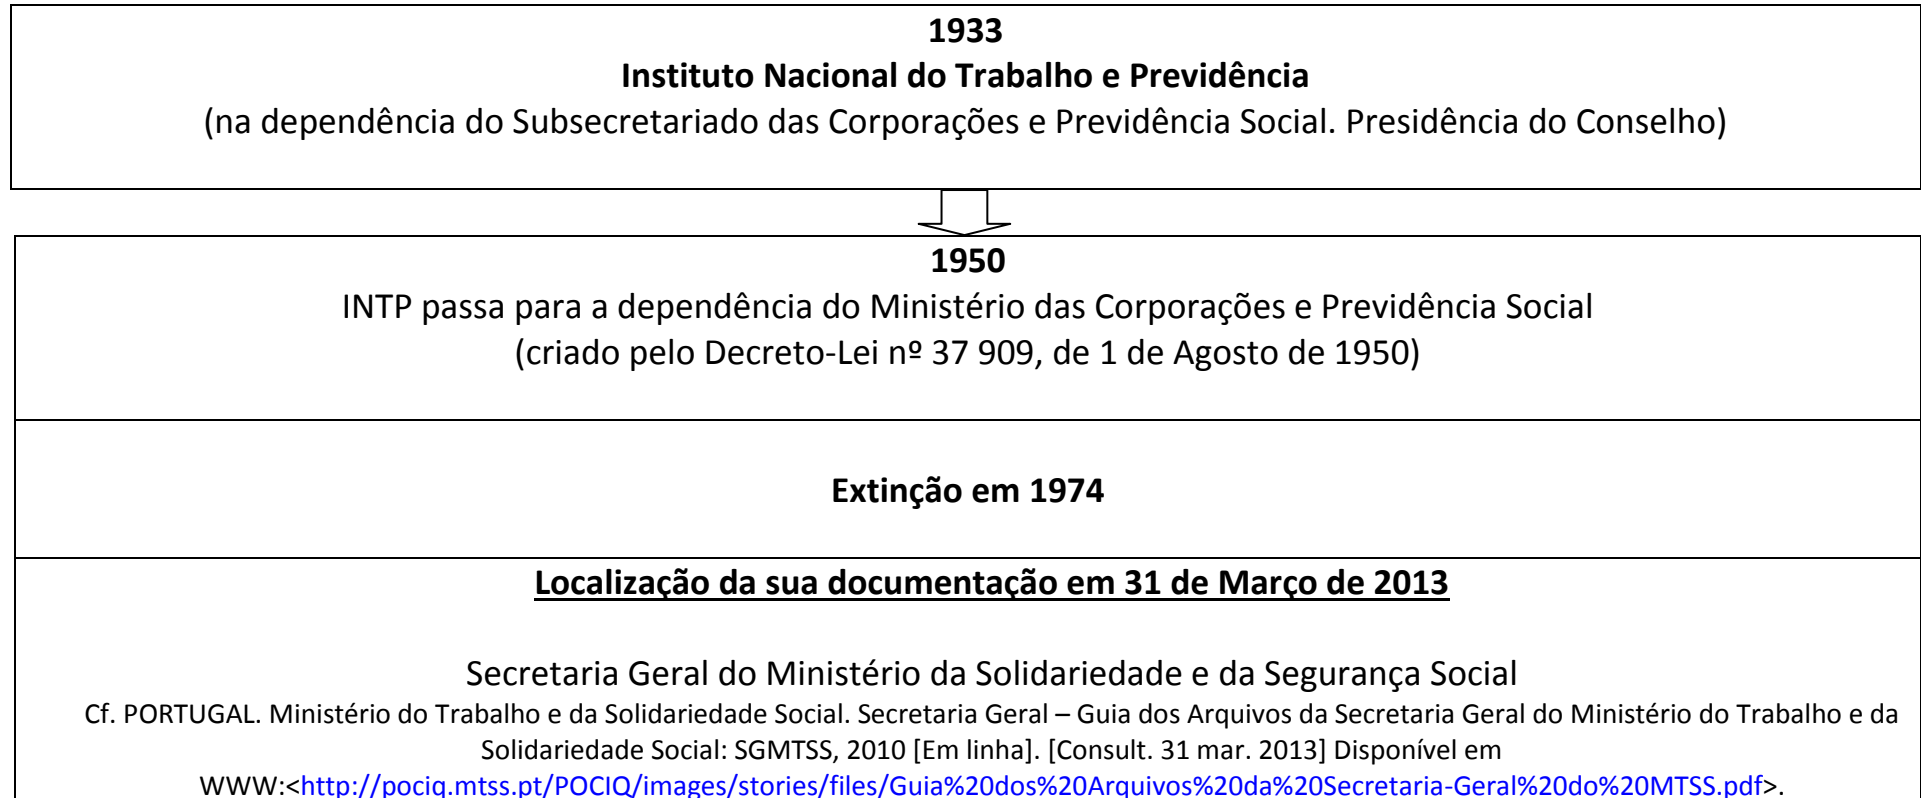 1933
Instituto Nacional do Trabalho e Previdência
(na dependência do Subsecretariado das Corporações e Previdência Social. Presidência do Conselho)
1950
INTP passa para a dependência do Ministério das Corporações e Previdência Social
(criado pelo Decreto-Lei nº 37 909, de 1 de Agosto de 1950)
Extinção em 1974
Localização da sua documentação em 31 de Março de 2013
Secretaria Geral do Ministério da Solidariedade e da Segurança Social
Cf. PORTUGAL. Ministério do Trabalho e da Solidariedade Social. Secretaria Geral – Guia dos Arquivos da Secretaria Geral do Ministério do Trabalho e da
Solidariedade Social: SGMTSS, 2010 [Em linha]. [Consult. 31 mar. 2013] Disponível em
WWW:<http://pociq.mtss.pt/POCIQ/images/stories/files/Guia%20dos%20Arquivos%20da%20Secretaria-Geral%20do%20MTSS.pdf>.